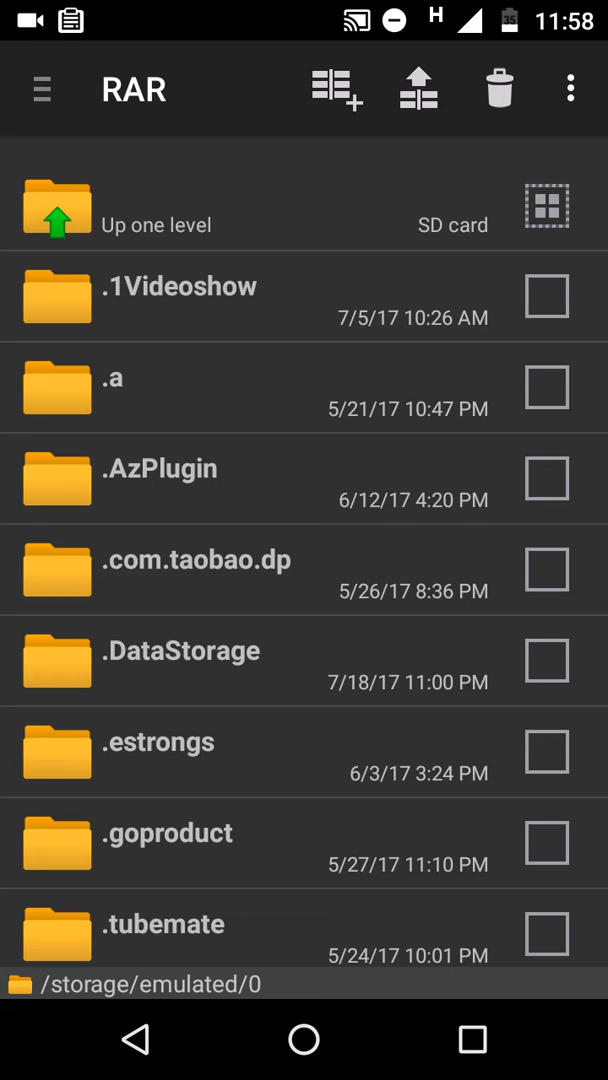 H 35 11:58
RAR
Up one level SD card
.1Videoshow
7/5/17 10:26 AM
.a
5/21/17 10:47 PM
.AzPlugin
6/12/17 4:20 PM
.com.taobao.dp
5/26/17 8:36 PM
.DataStorage
7/18/17 11:00 PM
.estrongs
6/3/17 3:24 PM
.goproduct
5/27/17 11:10 PM
.tubemate
5/24/17 10:01 PM
/storage/emulated/0